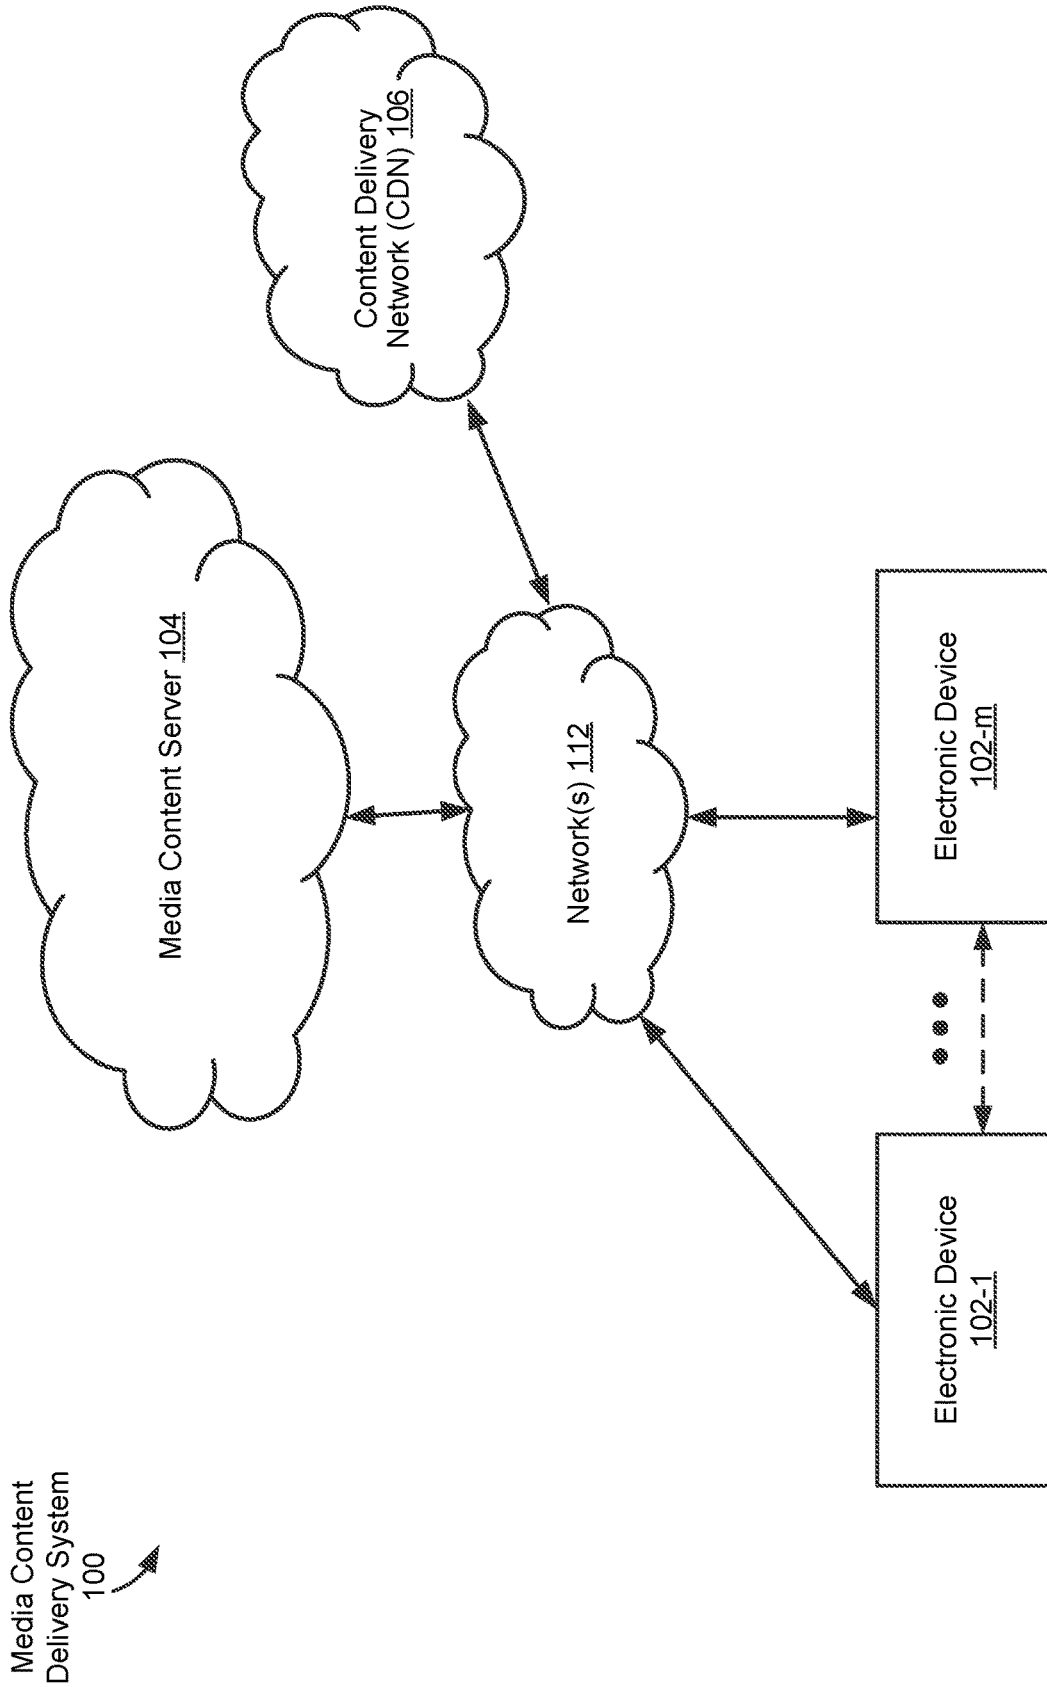 Media Content
Delivery System
100
Media Content Server 104
Content Delivery
Network (CDN) 106
Network(s) 112
Electronic Device
102-1
Electronic Device
102-m